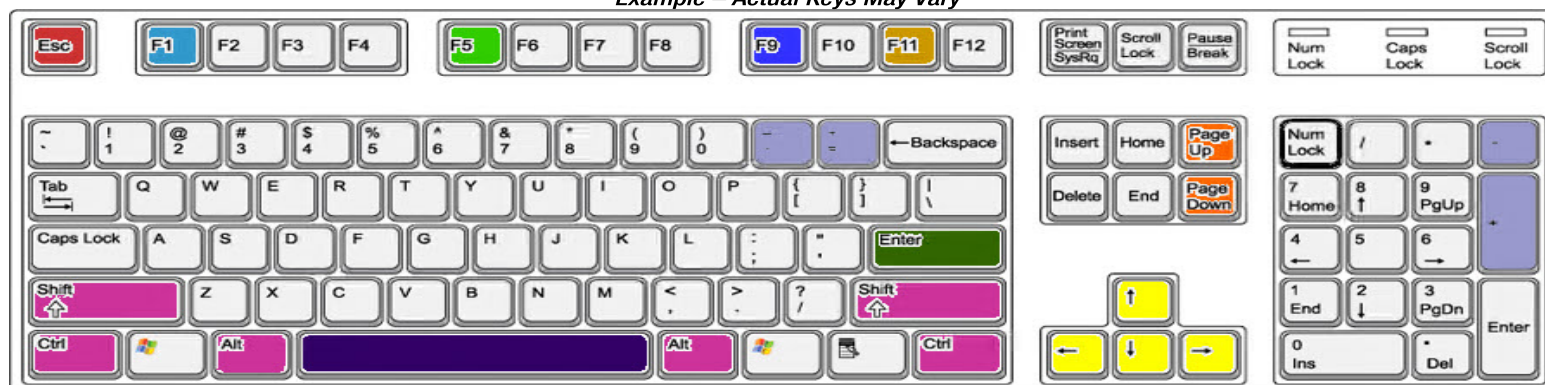 Example – Actual Keys May Vary
Esc F1 F2 F3 F4 F5 F6 F7 F8 F9 F10 F11 F12 Print Screen SysRq Scroll Lock Pause Break Num Lock Caps Lock Scroll Lock
~ ` ! 1 @ 2 # 3 $ 4 % 5 ^ 6 & 7 * 8 ( 9 ) 0 - + = ←Backspace Insert Home Page Up Num Lock / * -
Tab Q W E R T Y U I O P { [ } ] | \ Delete End Page Down 7 Home 8 ↑ 9 PgUp +
Caps Lock A S D F G H J K L : ; " ' Enter 4 ← 5 6 →
Shift Z X C V B N M < , > . ? / Shift ↑ 1 End 2 ↓ 3 PgDn Enter
Ctrl Alt Alt Ctrl ← ↓ → 0 Ins . Del